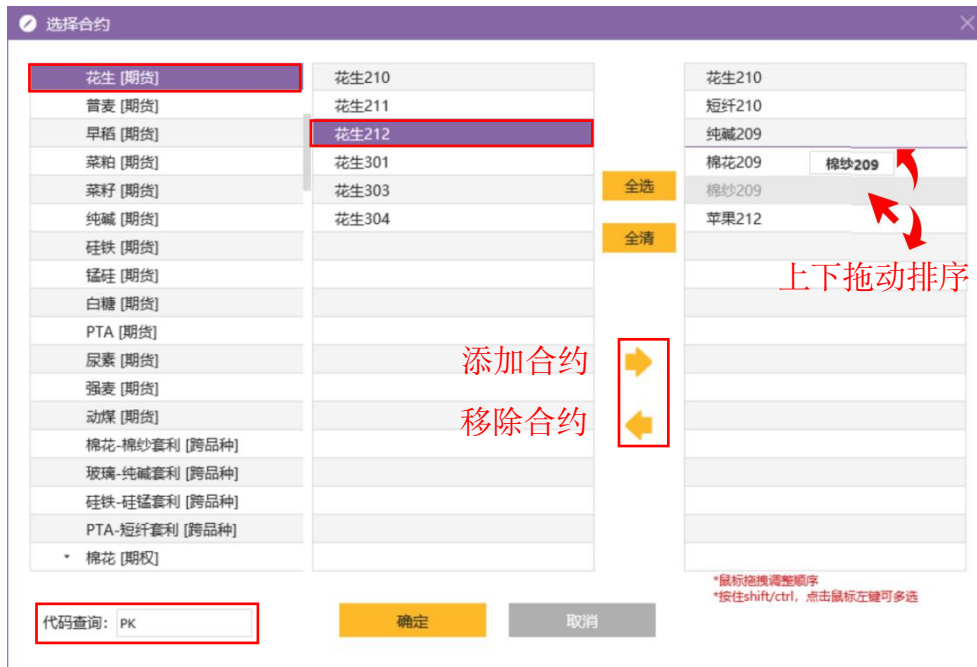 选择合约
花生 [期货]
普麦 [期货]
早稻 [期货]
菜粕 [期货]
菜籽 [期货]
纯碱 [期货]
硅铁 [期货]
锰硅 [期货]
白糖 [期货]
PTA [期货]
尿素 [期货]
强麦 [期货]
动煤 [期货]
棉花-棉纱套利 [跨品种]
玻璃-纯碱套利 [跨品种]
硅铁-硅锰套利 [跨品种]
PTA-短纤套利 [跨品种]
棉花 [期权]
花生210
花生211
花生212
花生301
花生303
花生304
全选
全清
添加合约
移除合约
花生210
短纤210
纯碱209
棉花209
棉纱209
棉纱209
苹果212
上下拖动排序
*鼠标拖拽调整顺序
*按住shift/ctrl，点击鼠标左键可多选
代码查询： PK
确定
取消